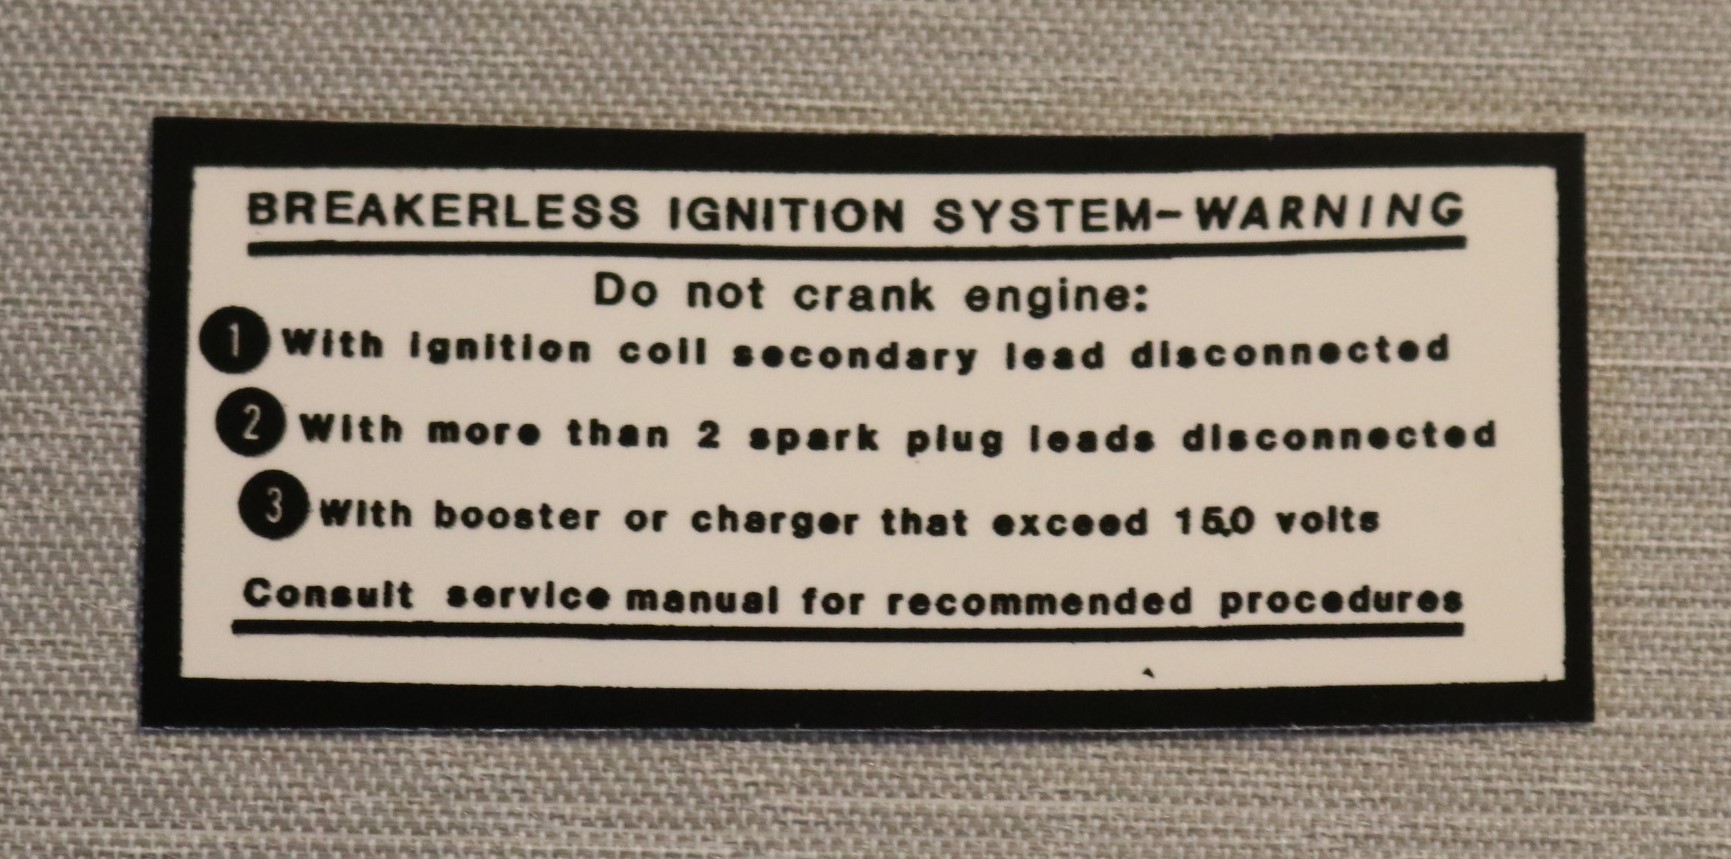 BREAKERLESS IGNITION SYSTEM-WARNING
Do not crank engine:
1 With ignition coil secondary lead disconnected
2 With more than 2 spark plug leads disconnected
3 With booster or charger that exceed 15.0 volts
Consult service manual for recommended procedures